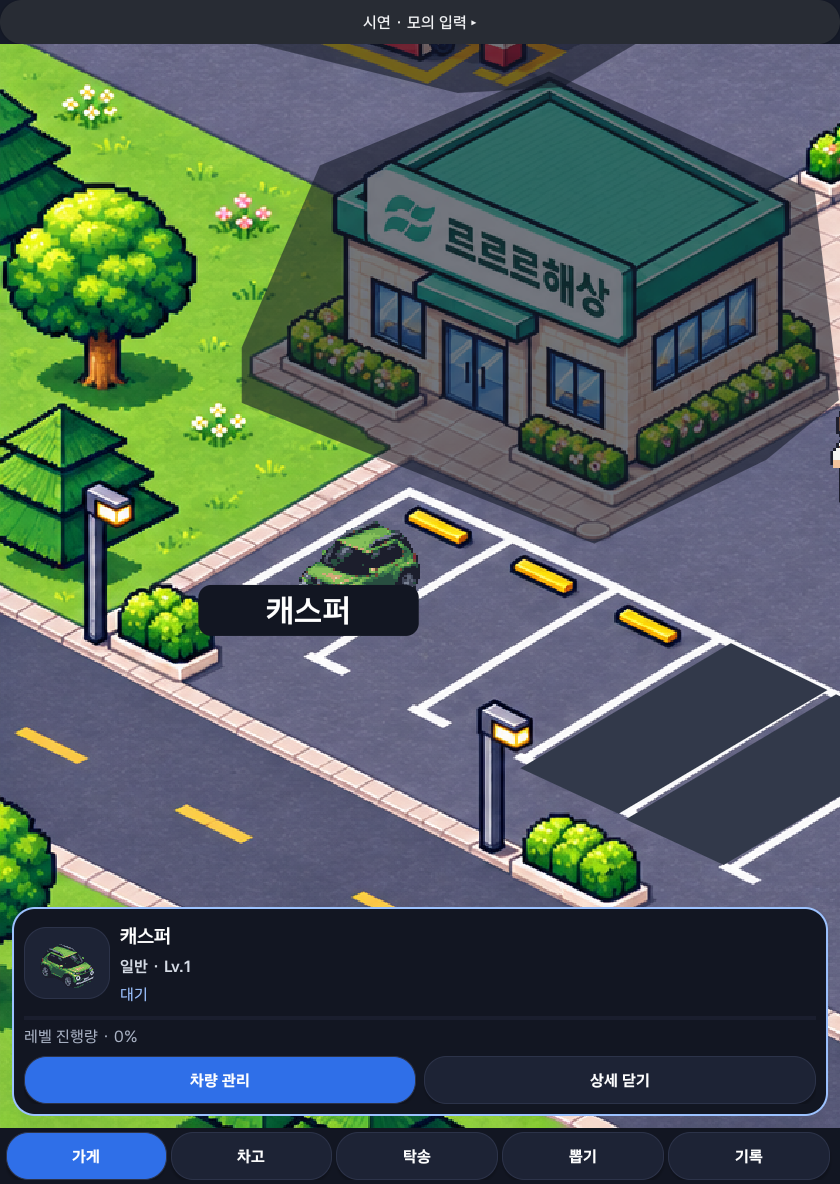 시연 · 모의 입력 ▸
르르르해상
캐스퍼
캐스퍼
일반 · Lv.1
대기
레벨 진행량 · 0%
차량 관리
상세 닫기
가게
차고
탁송
뽑기
기록